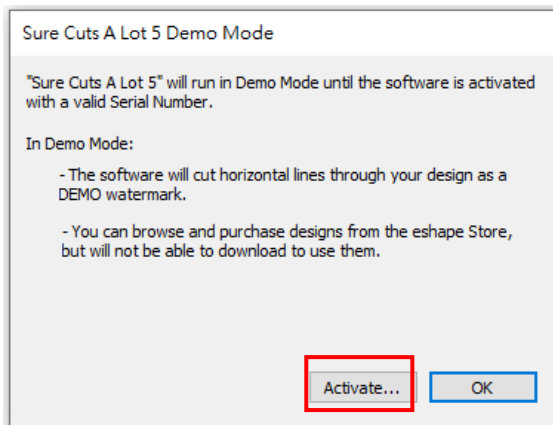 Sure Cuts A Lot 5 Demo Mode
"Sure Cuts A Lot 5" will run in Demo Mode until the software is activated
with a valid Serial Number.
In Demo Mode:
- The software will cut horizontal lines through your design as a
DEMO watermark.
- You can browse and purchase designs from the eshape Store,
but will not be able to download to use them.
Activate... OK